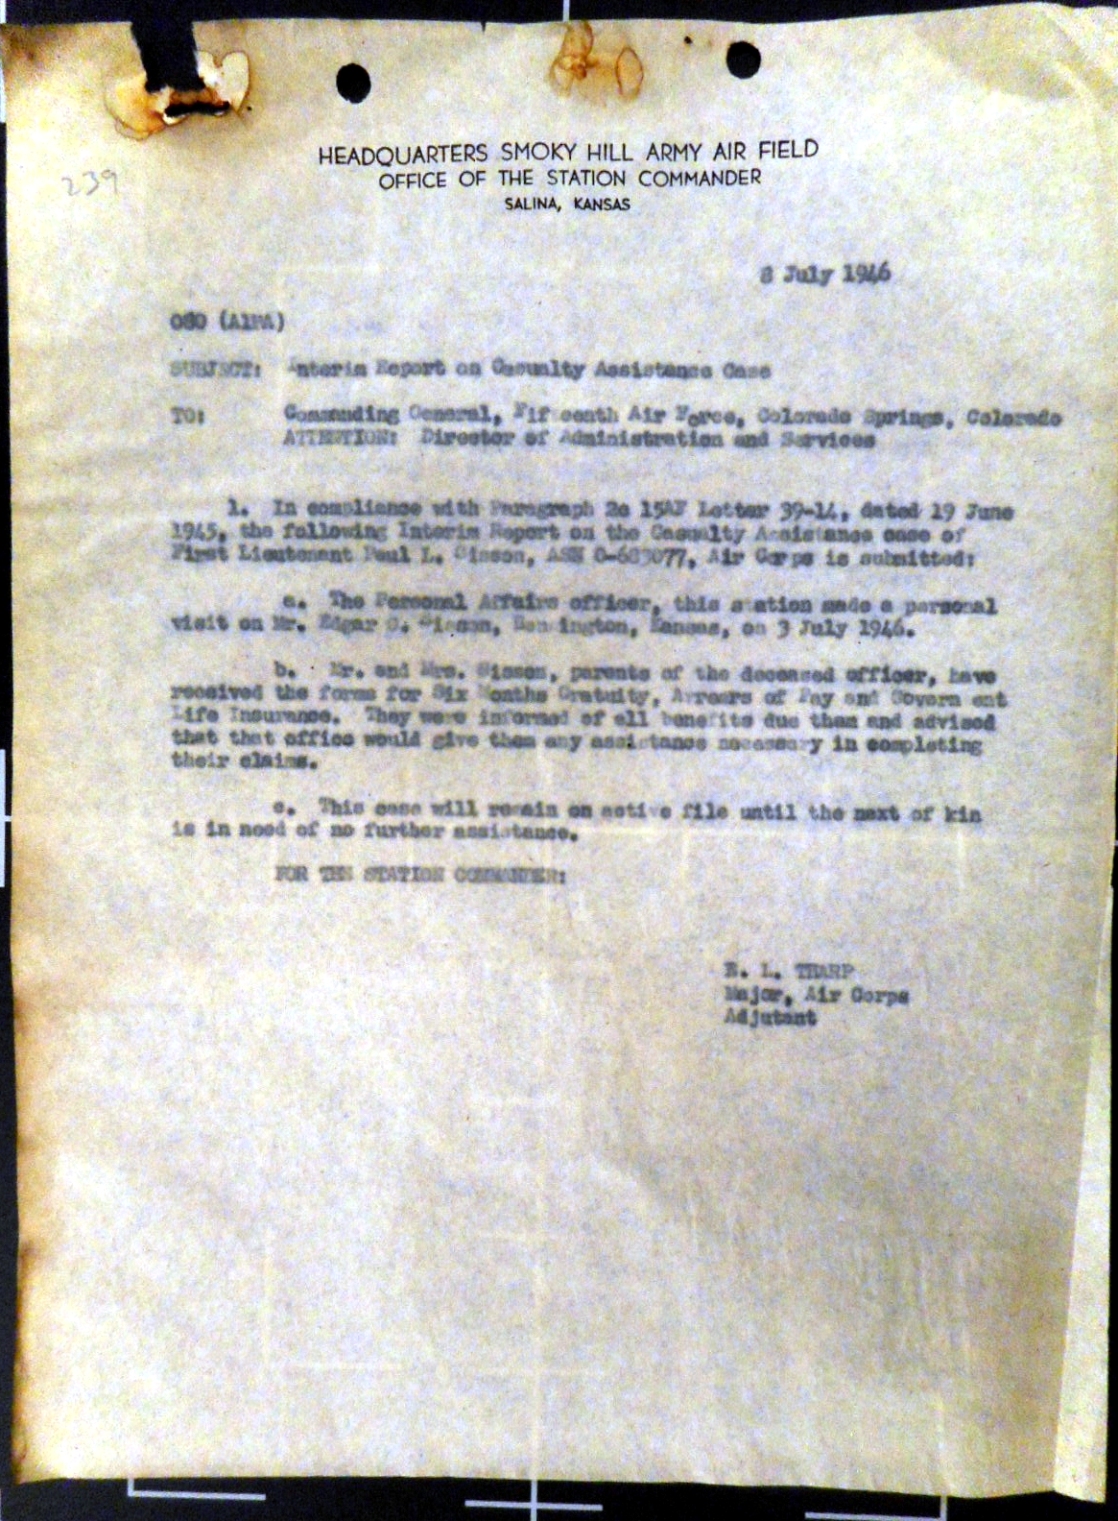 239
HEADQUARTERS SMOKY HILL ARMY AIR FIELD
OFFICE OF THE STATION COMMANDER
SALINA, KANSAS
8 July 1946
(A1PA)
SUBJECT: Interim Report on Casualty Assistance Case
TO: Commanding General, Fifteenth Air Force, Colorado Springs, Colorado
ATTENTION: Director of Administration and Services
1. In compliance with Paragraph 2c 15AF Letter 39-14, dated 19 June
1945, the following Interim Report on the Casualty Assistance case of
First Lieutenant Paul L. Sisson, ASN O-683077, Air Corps is submitted:
a. The Personal Affairs officer, this station made a personal
visit on Mr. Edgar Sisson, Kensington, Kansas, on 3 July 1946.
b. Mr. and Mrs. Sisson, parents of the deceased officer, have
received the forms for Six Months Gratuity, Arrears of Pay and Government
Life Insurance. They were informed of all benefits due them and advised
that that office would give them any assistance necessary in completing
their claims.
c. This case will remain on active file until the next of kin
is in need of no further assistance.
FOR THE STATION COMMANDER:
E. L. THARP
Major, Air Corps
Adjutant